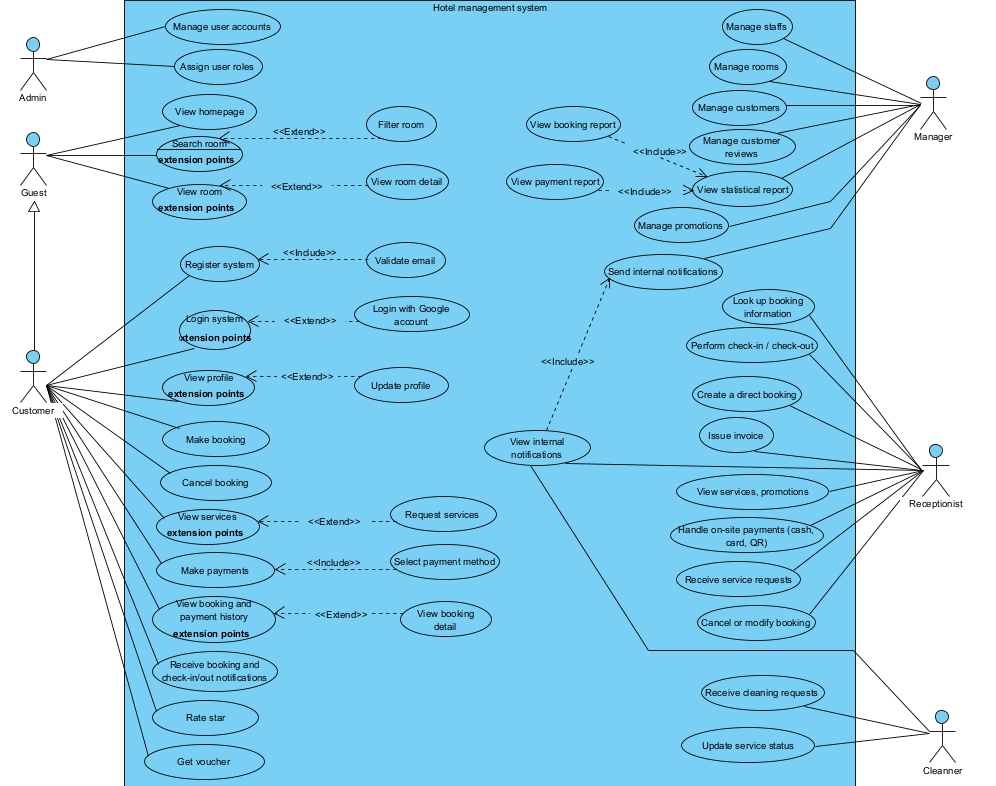 Hotel management system
Manage user accounts
Assign user roles
Admin
View homepage
Search room
extension points
<<Extend>>
Filter room
View room
extension points
<<Extend>>
View room detail
Guest
Register system
<<Include>>
Validate email
Login system
xtension points
<<Extend>>
Login with Google
account
View profile
extension points
<<Extend>>
Update profile
Customer
Make booking
Cancel booking
View services
extension points
<<Extend>>
Request services
Make payments
<<Include>>
Select payment method
View booking and
payment history
extension points
<<Extend>>
View booking
detail
Receive booking and
check-in/out notifications
Rate star
Get voucher
Manage staffs
Manage rooms
Manage customers
Manage customer
reviews
View booking report
<<Include>>
View payment report
<<Include>>
View statistical report
Manage promotions
Send internal notifications
Manager
<<Include>>
View internal
notifications
Look up booking
information
Perform check-in / check-out
Create a direct booking
Issue invoice
View services, promotions
Handle on-site payments (cash,
card, QR)
Receive service requests
Cancel or modify booking
Receptionist
Receive cleaning requests
Update service status
Cleanner